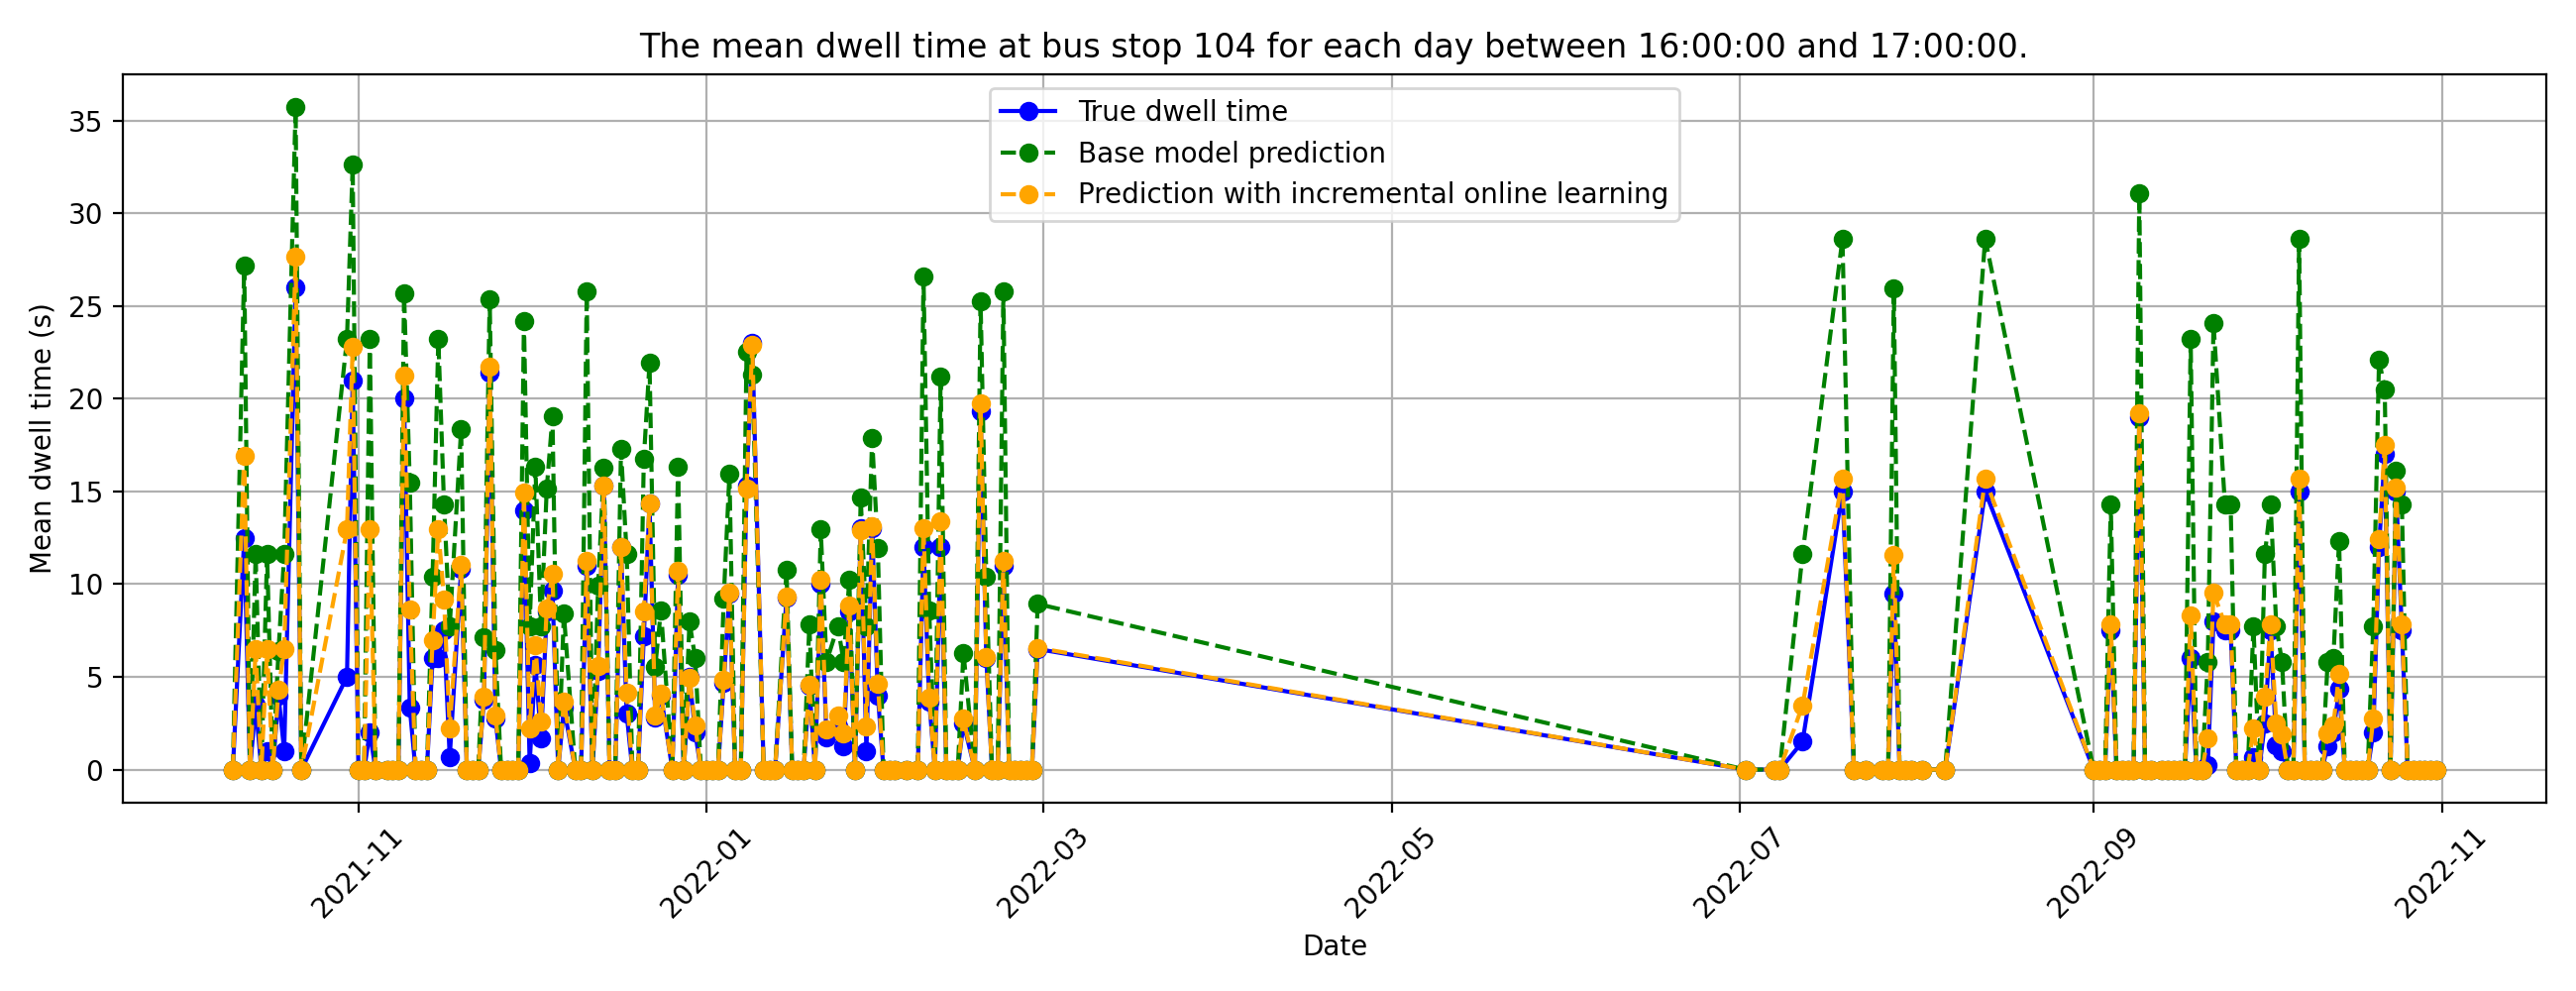 The mean dwell time at bus stop 104 for each day between 16:00:00 and 17:00:00.
True dwell time
Base model prediction
Prediction with incremental online learning
Mean dwell time (s)
35
30
25
20
15
10
5
0
2021-11
2022-01
2022-03
2022-05
2022-07
2022-09
2022-11
Date